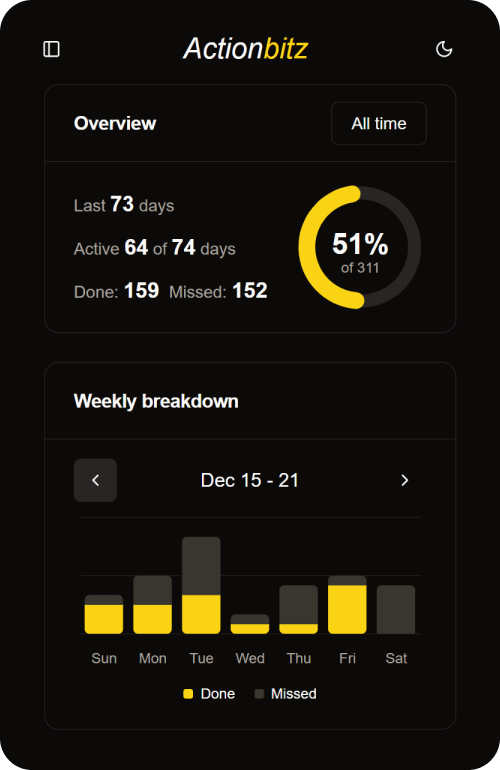 Actionbitz
Overview
All time
Last 73 days
Active 64 of 74 days
Done: 159 Missed: 152
51%
of 311
Weekly breakdown
Dec 15 - 21
Sun Mon Tue Wed Thu Fri Sat
Done Missed